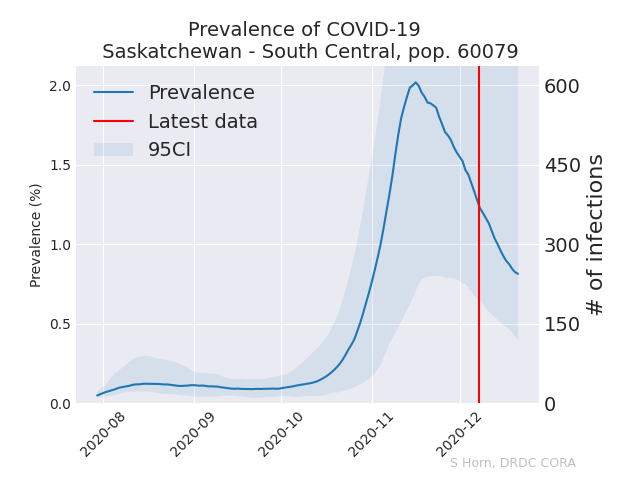 Prevalence of COVID-19
Saskatchewan - South Central, pop. 60079
Prevalence
Latest data
95CI
Prevalence (%)
2.0
1.5
1.0
0.5
0.0
600
450
300
150
0
# of infections
2020-08
2020-09
2020-10
2020-11
2020-12
S Horn, DRDC CORA